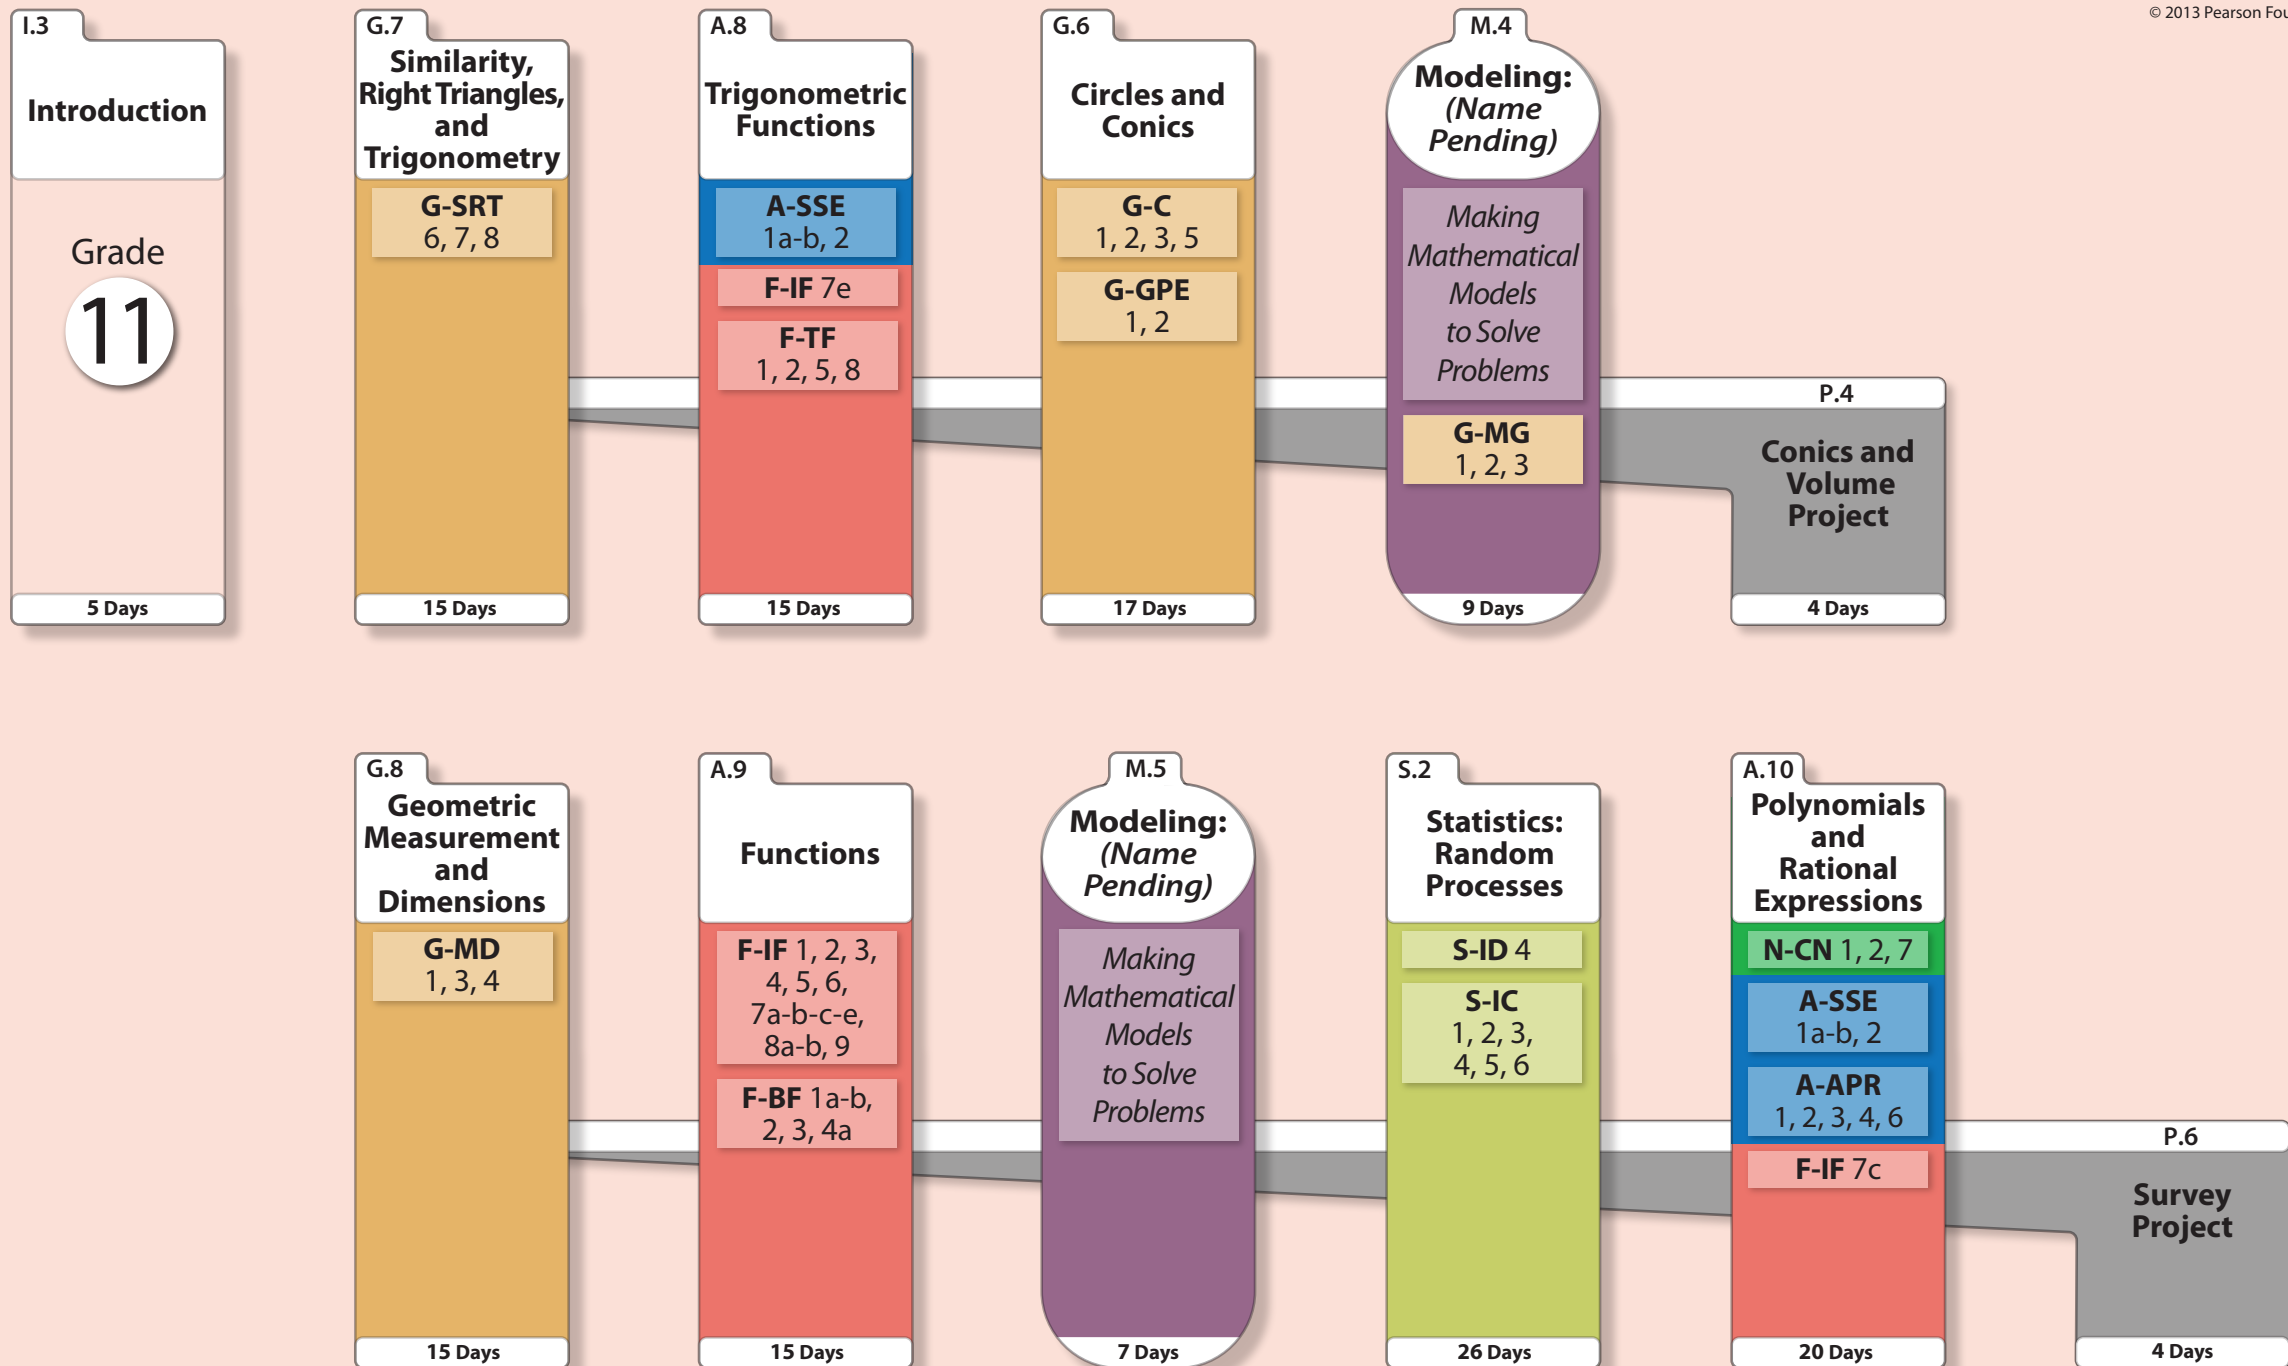 © 2013 Pearson Fou
I.3
Introduction
Grade
11
5 Days
G.7
Similarity,
Right Triangles,
and
Trigonometry
G-SRT
6, 7, 8
15 Days
A.8
Trigonometric
Functions
A-SSE
1a-b, 2
F-IF 7e
F-TF
1, 2, 5, 8
15 Days
G.6
Circles and
Conics
G-C
1, 2, 3, 5
G-GPE
1, 2
17 Days
M.4
Modeling:
(Name
Pending)
Making
Mathematical
Models
to Solve
Problems
G-MG
1, 2, 3
9 Days
P.4
Conics and
Volume
Project
4 Days
G.8
Geometric
Measurement
and
Dimensions
G-MD
1, 3, 4
15 Days
A.9
Functions
F-IF 1, 2, 3,
4, 5, 6,
7a-b-c-e,
8a-b, 9
F-BF 1a-b,
2, 3, 4a
15 Days
M.5
Modeling:
(Name
Pending)
Making
Mathematical
Models
to Solve
Problems
7 Days
S.2
Statistics:
Random
Processes
S-ID 4
S-IC
1, 2, 3,
4, 5, 6
26 Days
A.10
Polynomials
and
Rational
Expressions
N-CN 1, 2, 7
A-SSE
1a-b, 2
A-APR
1, 2, 3, 4, 6
F-IF 7c
20 Days
P.6
Survey
Project
4 Days